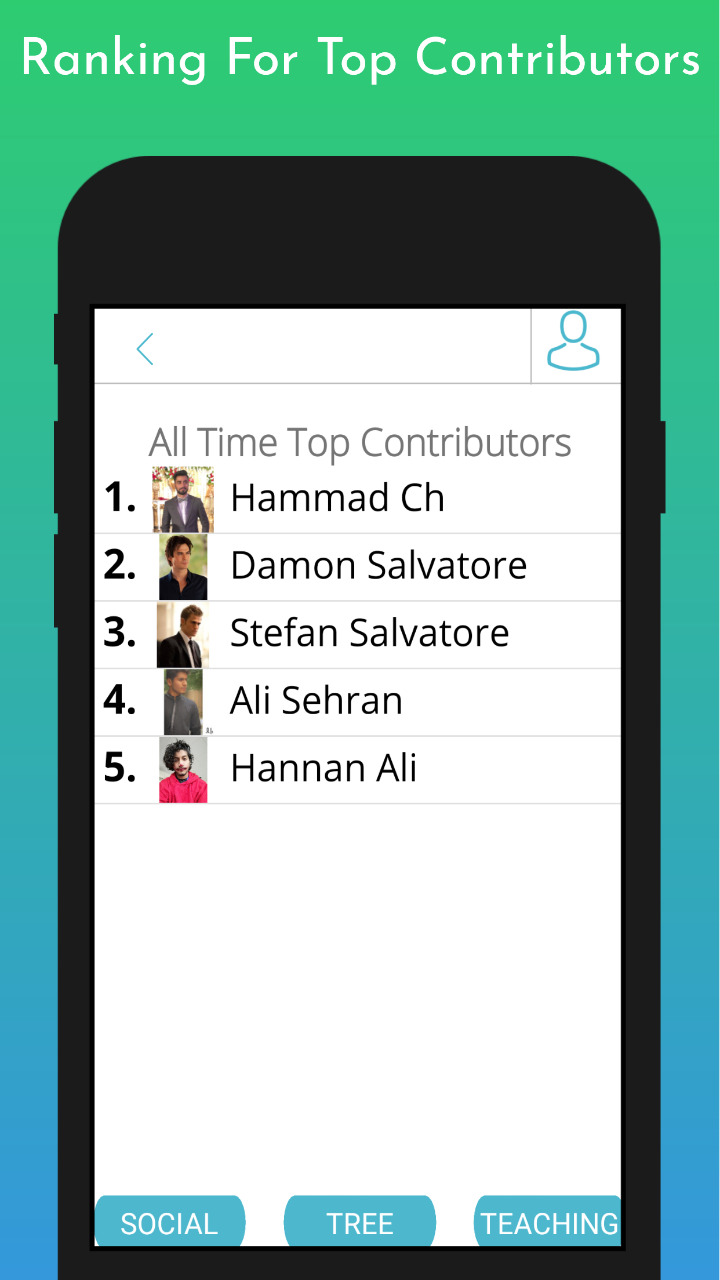 Ranking For Top Contributors
All Time Top Contributors
1. Hammad Ch
2. Damon Salvatore
3. Stefan Salvatore
4. Ali Sehran
5. Hannan Ali
SOCIAL TREE TEACHING